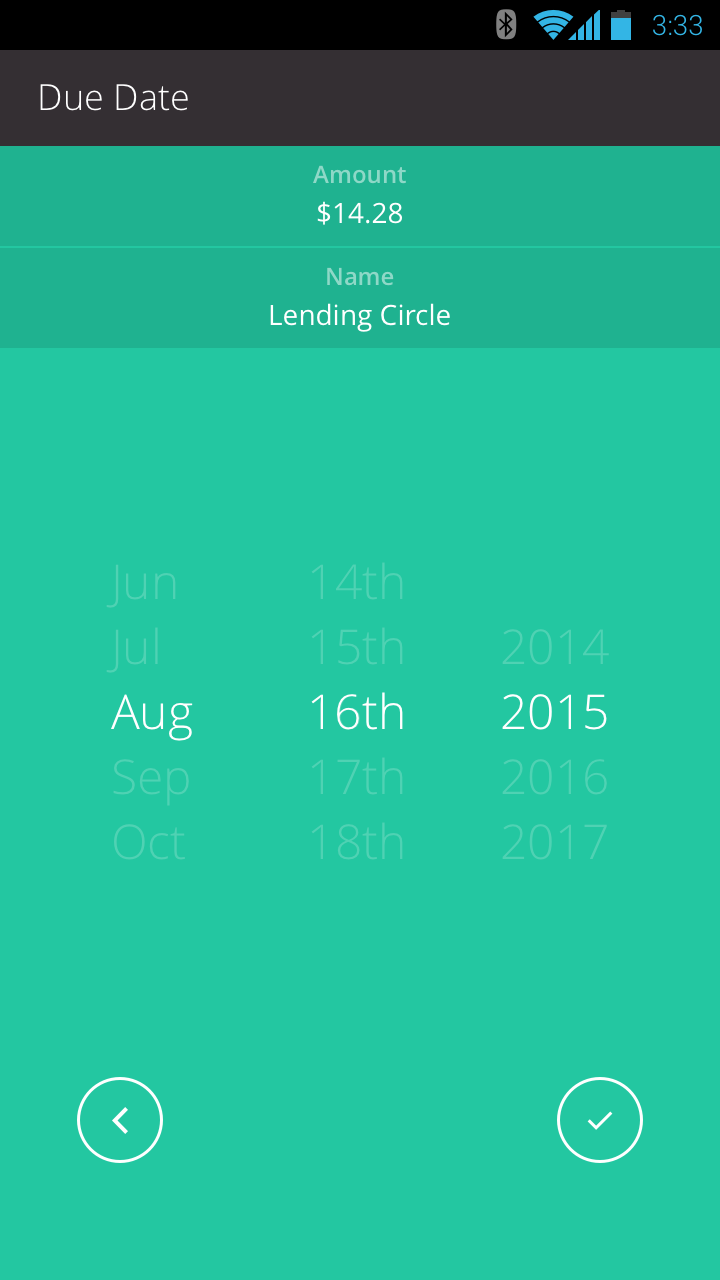 3:33
Due Date
Amount
$14.28
Name
Lending Circle
Jun 14th
Jul 15th 2014
Aug 16th 2015
Sep 17th 2016
Oct 18th 2017